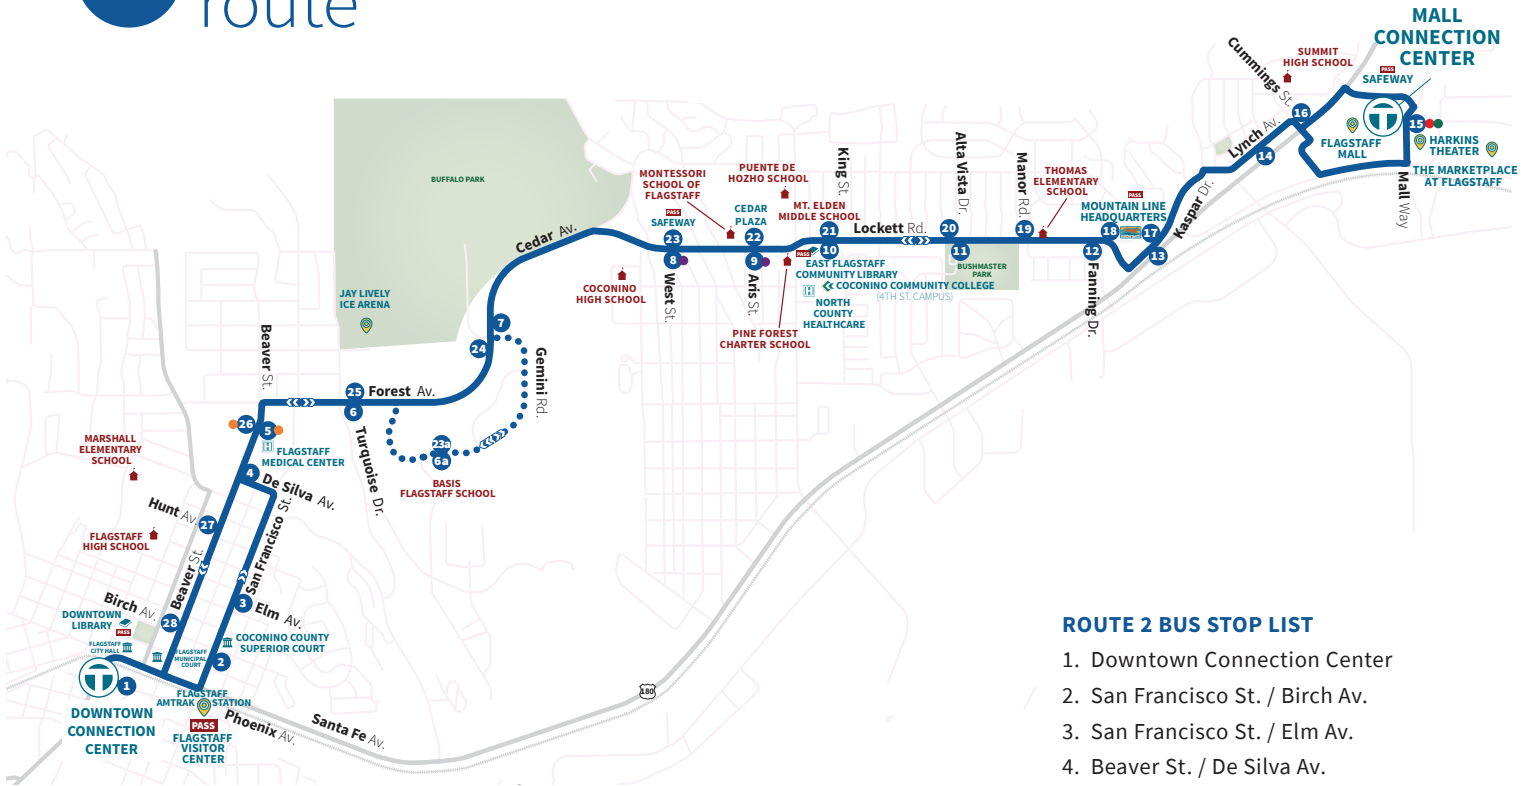 route
MALL
CONNECTION
CENTER
Cummings St.
SUMMIT
HIGH SCHOOL
PASS
SAFEWAY
16
15
Lynch Av.
14
FLAGSTAFF
MALL
HARKINS
THEATER
THE MARKETPLACE
AT FLAGSTAFF
Mall Way
Kaspar Dr.
BUFFALO PARK
Cedar Av.
MONTESSORI
SCHOOL OF
FLAGSTAFF
PUENTE DE
HOZHO SCHOOL
King St.
Alta Vista Dr.
Manor Rd.
THOMAS
ELEMENTARY
SCHOOL
PASS
MOUNTAIN LINE
HEADQUARTERS
PASS
SAFEWAY
CEDAR
PLAZA
MT. ELDEN
MIDDLE SCHOOL
Lockett Rd.
23
22
21
20
19
18
17
8
9
10
11
12
13
PASS
EAST FLAGSTAFF
COMMUNITY LIBRARY
BUSHMASTER
PARK
COCONINO COMMUNITY COLLEGE
(4TH ST. CAMPUS)
H
NORTH
COUNTY
HEALTHCARE
COCONINO
HIGH SCHOOL
West St.
Aris St.
Fanning Dr.
PINE FOREST
CHARTER SCHOOL
JAY LIVELY
ICE ARENA
7
24
Gemini Rd.
Beaver St.
25
Forest Av.
6
26
5
H
FLAGSTAFF
MEDICAL CENTER
Turquoise Dr.
23a
6a
BASIS
FLAGSTAFF SCHOOL
MARSHALL
ELEMENTARY
SCHOOL
4
De Silva Av.
Hunt Av.
27
FLAGSTAFF
HIGH SCHOOL
Beaver St.
San Francisco St.
3
Elm Av.
Birch Av.
28
DOWNTOWN
LIBRARY
PASS
FLAGSTAFF
CITY HALL
FLAGSTAFF
MUNICIPAL
COURT
COCONINO COUNTY
SUPERIOR COURT
2
1
FLAGSTAFF
AMTRAK STATION
PASS
FLAGSTAFF
VISITOR
CENTER
DOWNTOWN
CONNECTION
CENTER
Phoenix Av.
Santa Fe Av.
180
ROUTE 2 BUS STOP LIST
1. Downtown Connection Center
2. San Francisco St. / Birch Av.
3. San Francisco St. / Elm Av.
4. Beaver St. / De Silva Av.